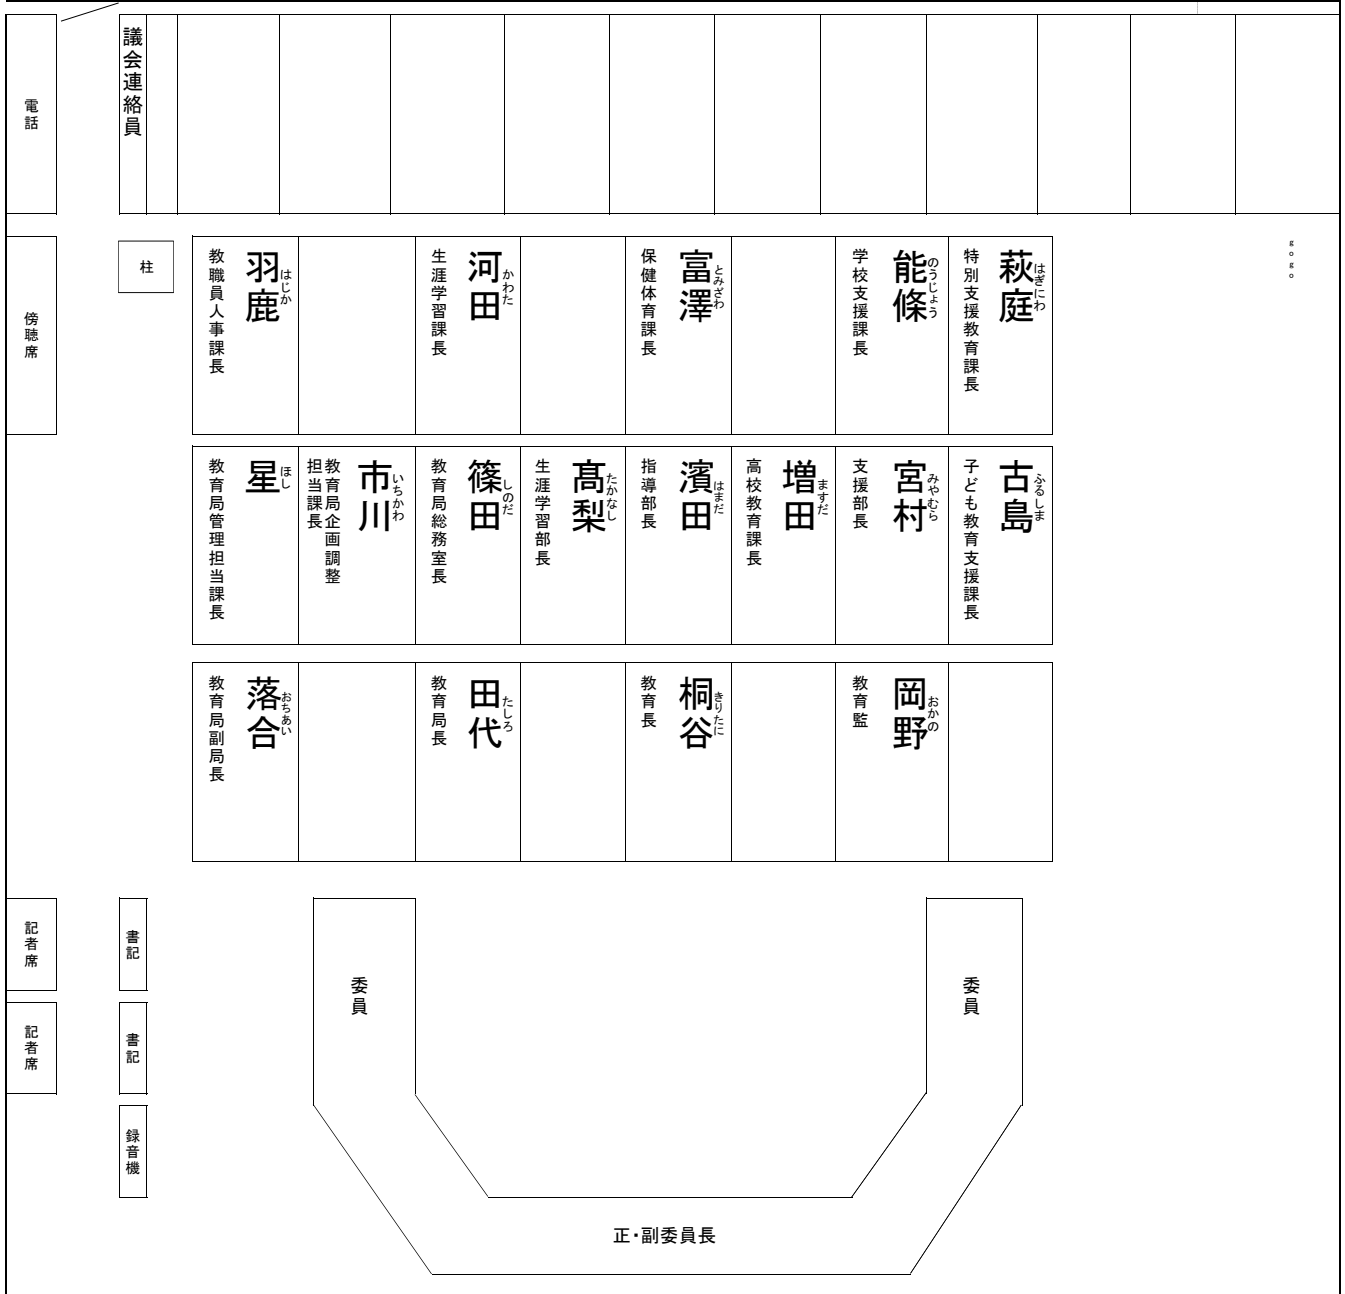 電話
議会連絡員
柱
傍聴席
教職員人事課長
羽鹿
はじか
生涯学習課長
河田
かわた
保健体育課長
富澤
とみざわ
学校支援課長
能條
のうじょう
特別支援教育課長
萩庭
はぎにわ
教育局管理担当課長
星
ほし
教育局企画調整
担当課長
市川
いちかわ
教育局総務室長
篠田
しのだ
生涯学習部長
髙梨
たかなし
指導部長
濱田
はまだ
高校教育課長
増田
ますだ
支援部長
宮村
みやむら
子ども教育支援課長
古島
ふるしま
教育局副局長
落合
おちあい
教育局長
田代
たしろ
教育長
桐谷
きりたに
教育監
岡野
おかの
記者席
書記
委員
委員
記者席
書記
録音機
正・副委員長